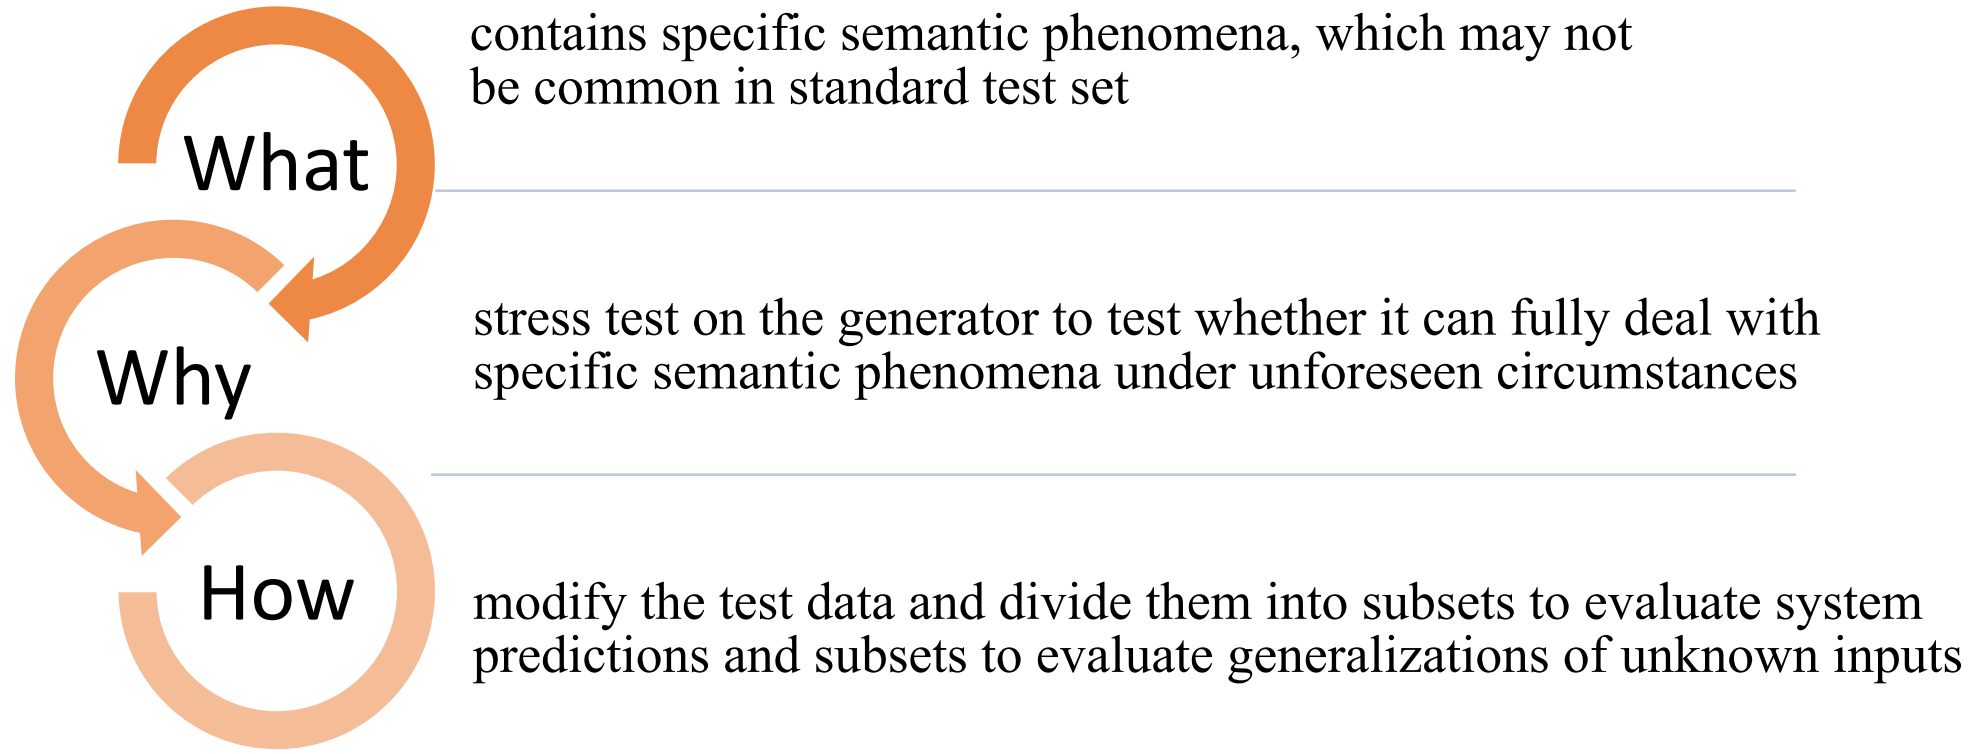 What
contains specific semantic phenomena, which may not
be common in standard test set
Why
stress test on the generator to test whether it can fully deal with
specific semantic phenomena under unforeseen circumstances
How
modify the test data and divide them into subsets to evaluate system
predictions and subsets to evaluate generalizations of unknown inputs